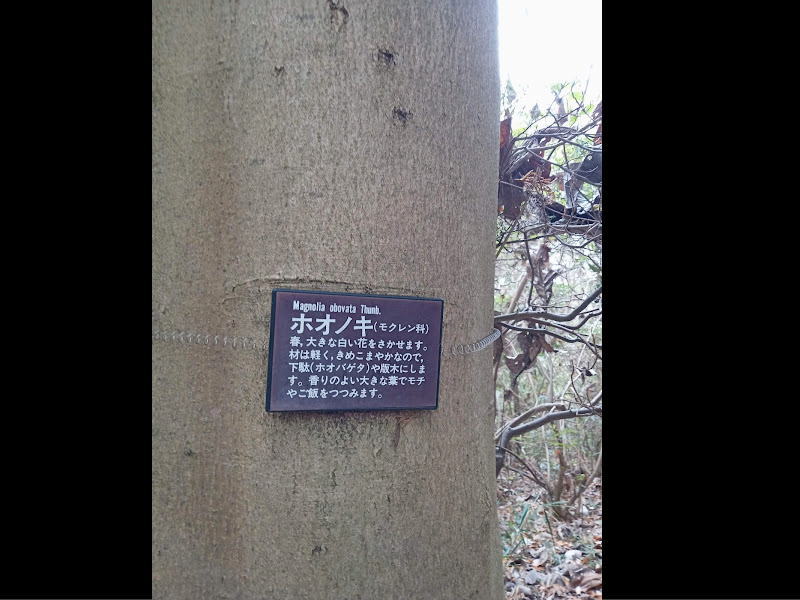 Magnolia obovata Thunb.
ホオノキ(モクレン科)
春，大きな白い花をさかせます。
材は軽く，きめこまやかなので，
下駄(ホオバゲタ)や版木にしま
す。香りのよい大きな葉でモチ
やご飯をつつみます。